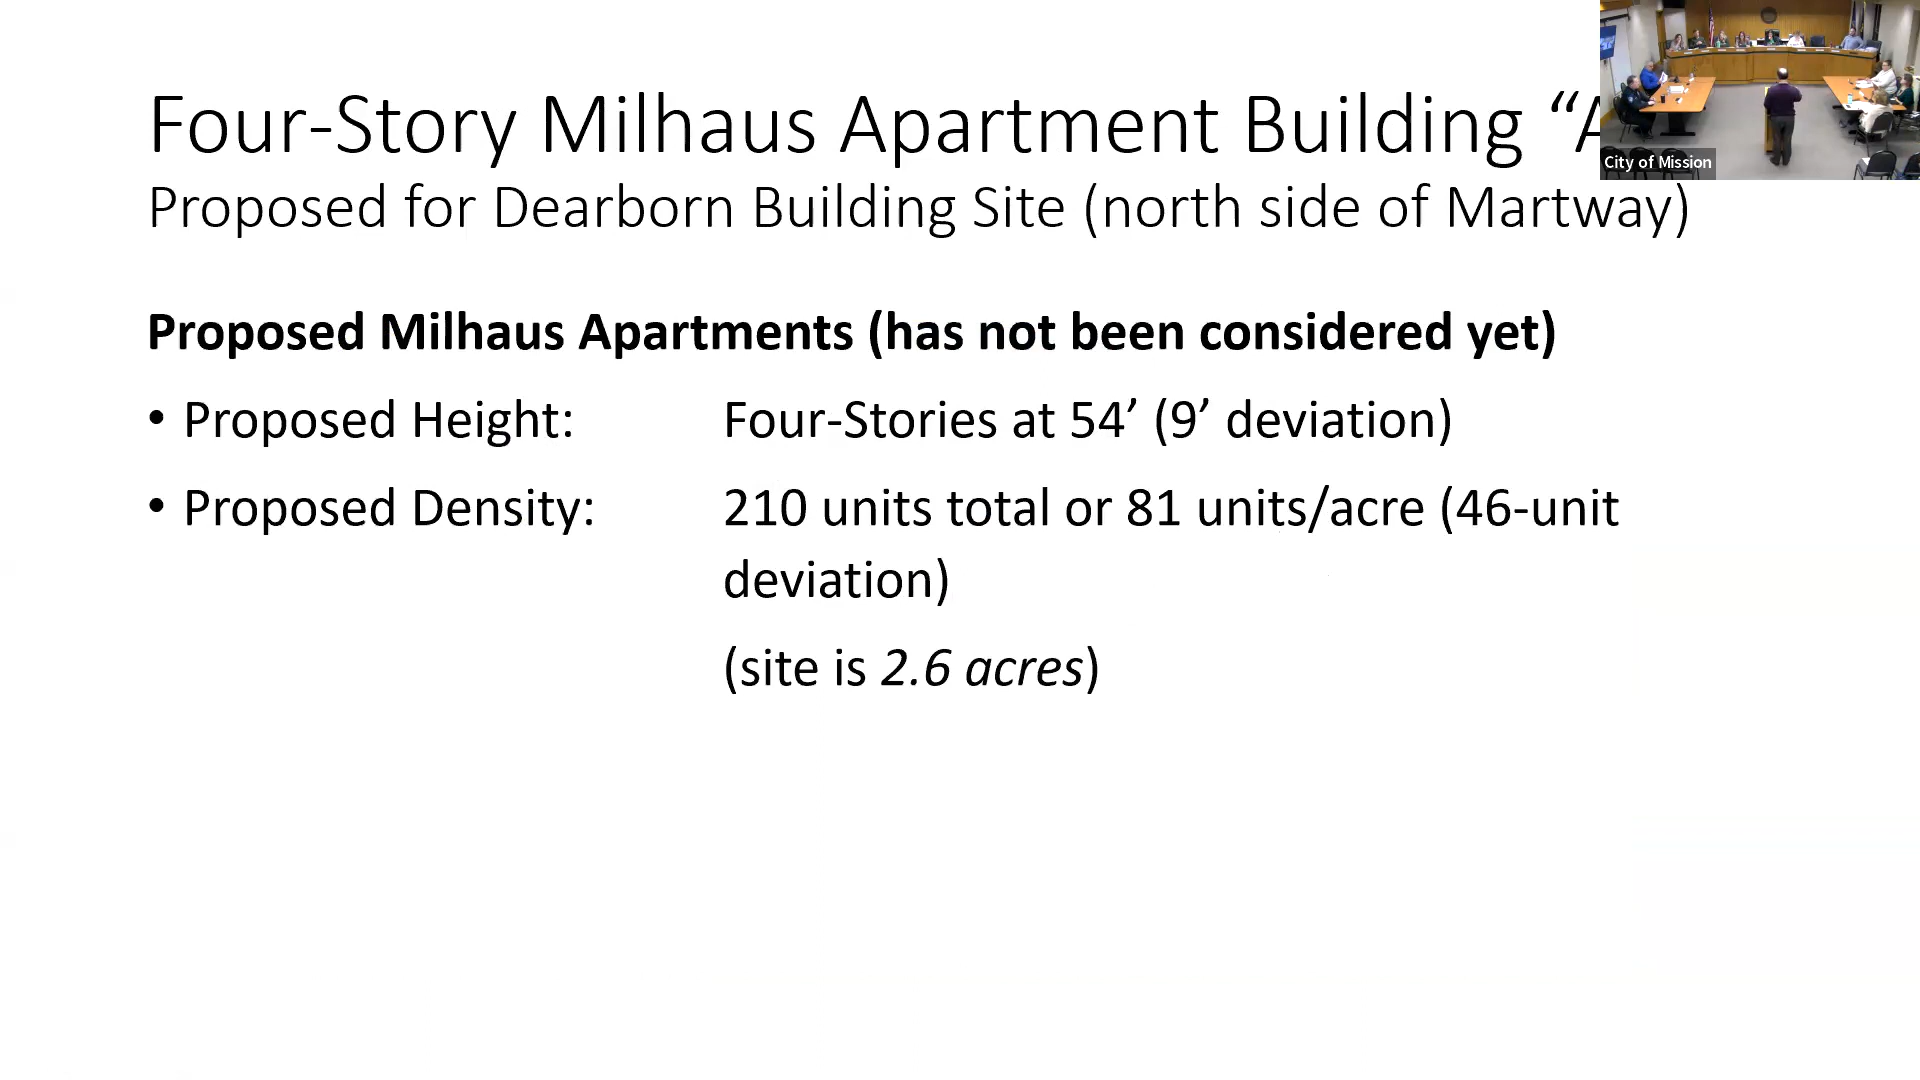 Four-Story Milhaus Apartment Building “A
Proposed for Dearborn Building Site (north side of Martway)
City of Mission
Proposed Milhaus Apartments (has not been considered yet)
• Proposed Height: Four-Stories at 54’ (9’ deviation)
• Proposed Density: 210 units total or 81 units/acre (46-unit
deviation)
(site is 2.6 acres)